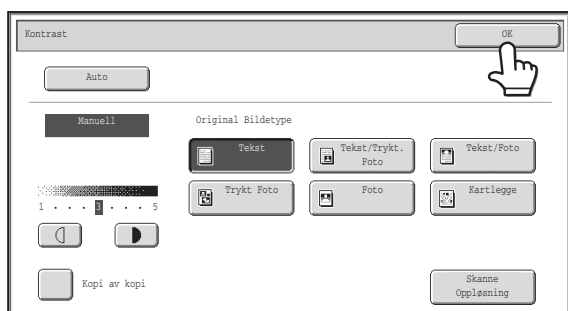 Kontrast
OK
Auto
Manuell
Original Bildetype
Tekst
Tekst/Trykt.
Foto
Tekst/Foto
Trykt Foto
Foto
Kartlegge
1 · · · 3 · · · 5
Kopi av kopi
Skanne
Oppløsning